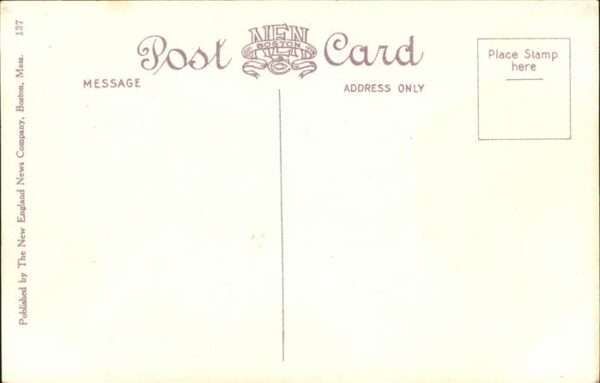 Post Card
NEN
BOSTON
MESSAGE
ADDRESS ONLY
Place Stamp
here
Published by The New England News Company, Boston, Mass. 137